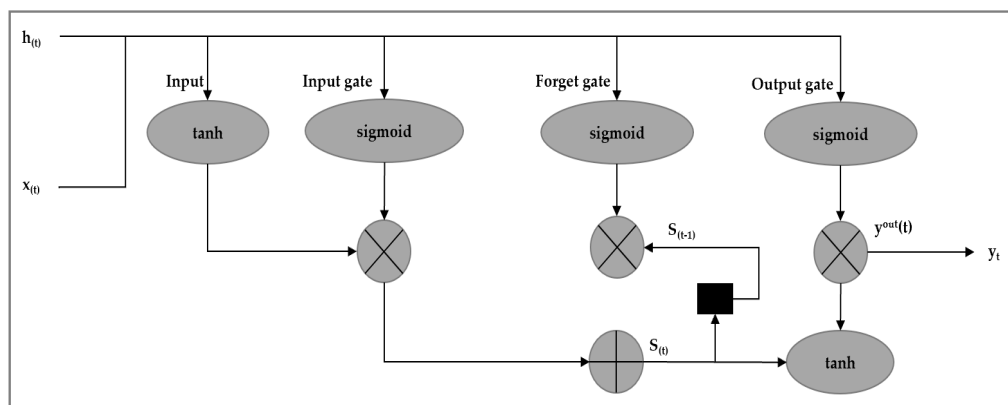 h(t)
Input
Input gate
Forget gate
Output gate
tanh
sigmoid
sigmoid
sigmoid
x(t)
S(t-1)
yout(t)
yt
S(t)
tanh